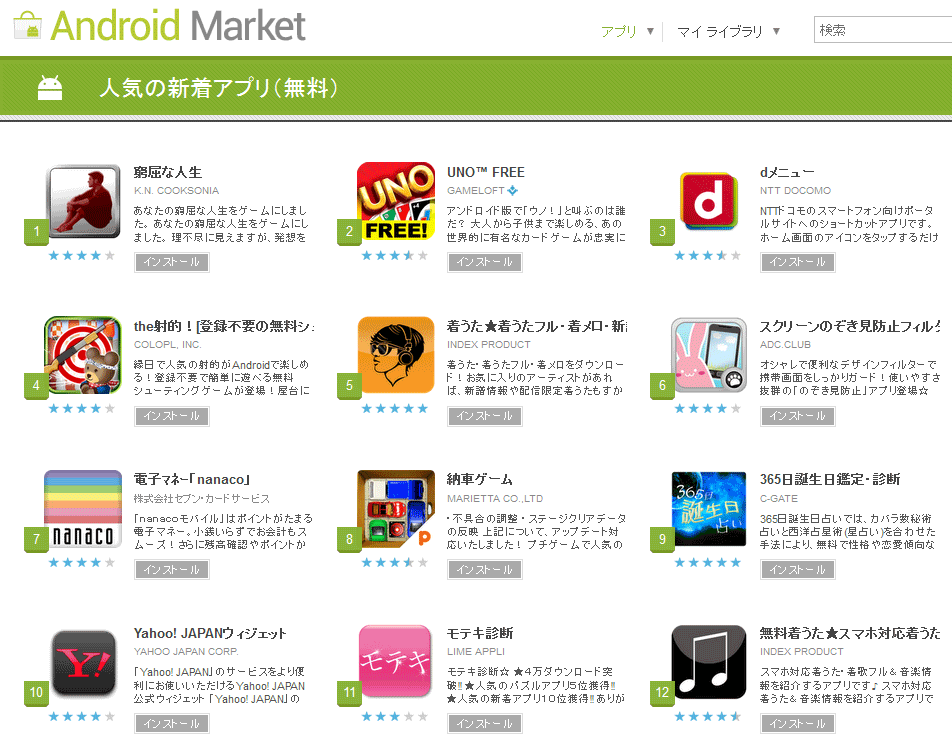 Android Market
アプリ ▼ マイ ライブラリ ▼ 検索
人気の新着アプリ(無料)
1
窮屈な人生
K.N. COOKSONIA
あなたの窮屈な人生をゲームにしまし
た。あなたの窮屈な人生がゲームになり
ました。理不尽に見えますが、発想を
インストール
2
UNO
FREE!
UNO™ FREE
GAMELOFT
アンドロイド版で「ウノ！」と叫ぶのは誰
だ？ 大人から子供まで楽しめる、あの
世界的に有名なカードゲームが忠実に
インストール
3
d
dメニュー
NTT DOCOMO
NTTドコモのスマートフォン向けポータ
ルサイトへのショートカットアプリです。
ホーム画面のアイコンをタップするだけ
インストール
4
the射的！[登録不要の無料シュ
COLOPL, INC.
縁日で人気の射的がAndroidで楽しめ
る！登録不要で簡単に遊べる無料
シューティングゲームが登場！屋台に
インストール
5
着うた★着うたフル・着メロ・新
INDEX PRODUCT
着うた・着うたフル・着メロをダウンロー
ド！お気に入りのアーティストがあれ
ば、新譜情報や配信限定着うたもすか
インストール
6
スクリーンのぞき見防止フィルタ
ADC.CLUB
オシャレで便利なデザインフィルターで
携帯画面をしっかりガード！使いやすさ
抜群の「のぞき見防止」アプリ登場☆
インストール
7
nanaco
電子マネー「nanaco」
株式会社セブン・カードサービス
「nanacoモバイル」はポイントがたまる
電子マネー。小銭いらずでお会計もス
ムーズ！さらに残高確認やポイントか
インストール
8
P
納車ゲーム
MARIETTA CO.,LTD
・不具合の調整・ステージクリアデータ
の反映 上記について、アップデート対
応いたしました！ プチゲームで人気の
インストール
9
365日
誕生日
占い
365日誕生日鑑定・診断
C-GATE
365日誕生日占いでは、カバラ数秘術
占いと西洋占星術(星占い)を合わせた
手法により、無料で性格や恋愛傾向な
インストール
10
Y!
Yahoo! JAPANウィジェット
YAHOO JAPAN CORP.
「Yahoo! JAPAN」のサービスをより便
利にお使いいただけるYahoo! JAPAN
公式ウィジェット 「Yahoo! JAPAN」の
インストール
11
モテキ
モテキ診断
LIME APPLI
モテキ診断☆ ★４万ダウンロード突
破!!★人気のパズルアプリ５位獲得!!
★人気の新着アプリ１０位獲得!!ありが
インストール
12
無料着うた★スマホ対応着うた
INDEX PRODUCT
スマホ対応着うた・着歌フル＆音楽情
報を紹介するアプリです♪ スマホ対応
着うた＆音楽情報を紹介するアプリで
インストール